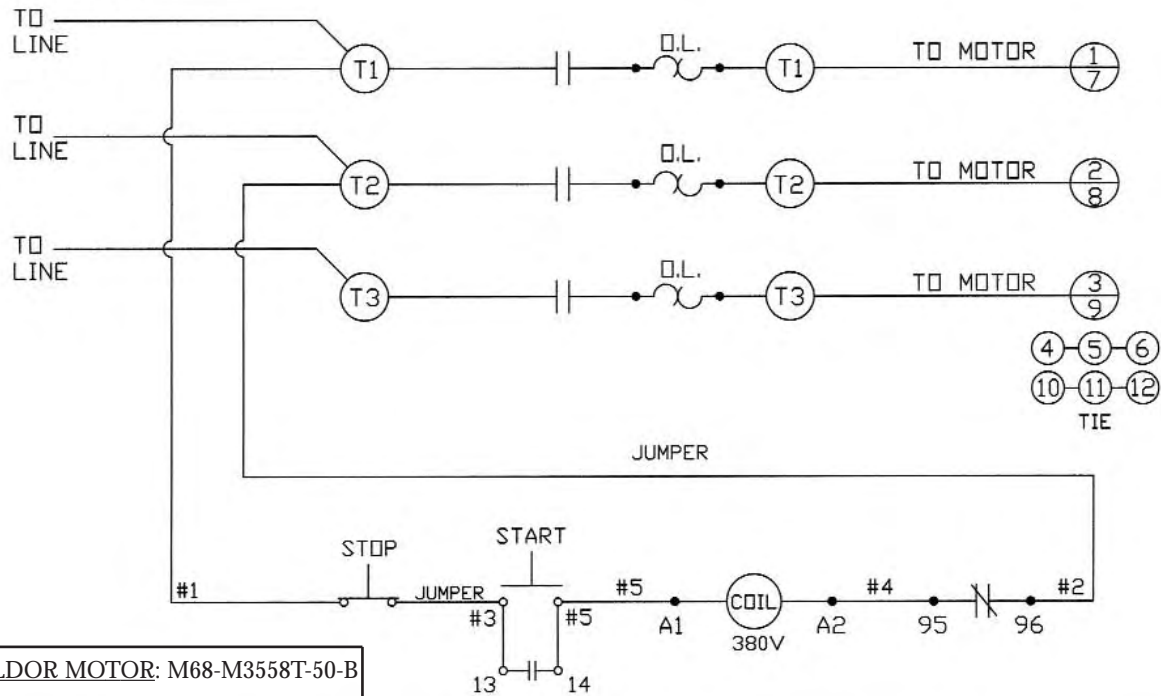 TO
LINE
T1
O.L.
T1
TO MOTOR
1
7
TO
LINE
T2
O.L.
T2
TO MOTOR
2
8
TO
LINE
T3
O.L.
T3
TO MOTOR
3
9
4 5 6
10 11 12
TIE
JUMPER
STOP
START
#1
JUMPER
#3
#5
#5
A1
COIL
380V
A2
#4
95
96
#2
13
14
LDOR MOTOR: M68-M3558T-50-B